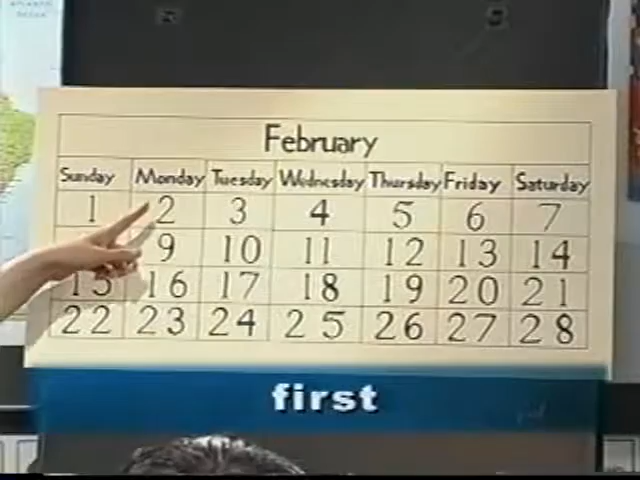 February
Sunday Monday Tuesday Wednesday Thursday Friday Saturday
1 2 3 4 5 6 7
9 10 11 12 13 14
15 16 17 18 19 20 21
22 23 24 25 26 27 28
first